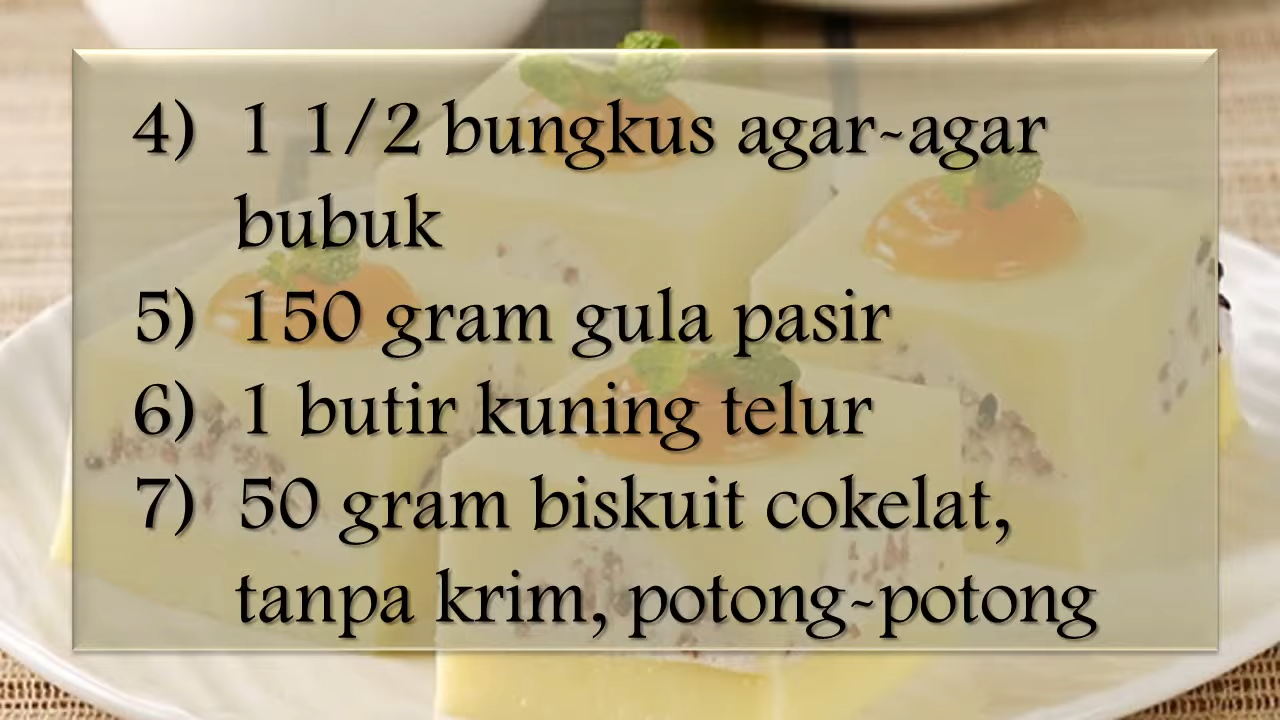 4) 1 1/2 bungkus agar-agar
bubuk
5) 150 gram gula pasir
6) 1 butir kuning telur
7) 50 gram biskuit cokelat,
tanpa krim, potong-potong